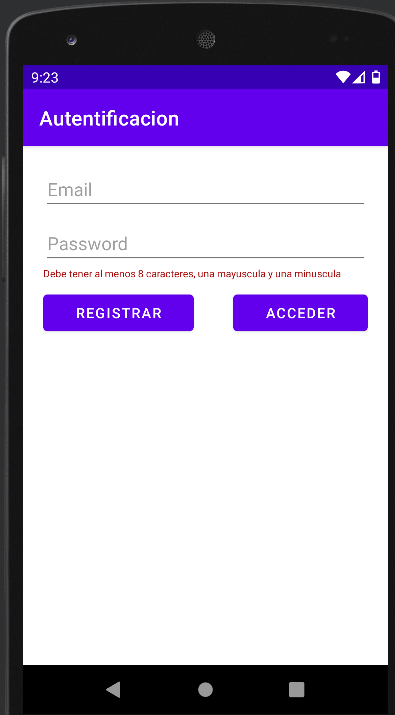 9:23
Autentificacion
Email
Password
Debe tener al menos 8 caracteres, una mayuscula y una minuscula
REGISTRAR ACCEDER